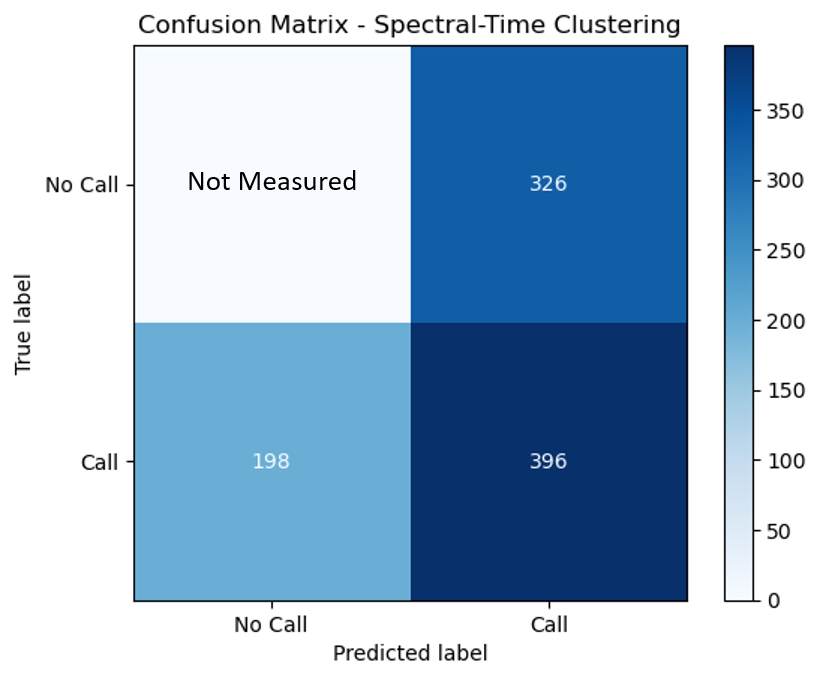 Confusion Matrix - Spectral-Time Clustering
No Call
Not Measured
326
Call
198
396
No Call
Call
Predicted label
True label
350
300
250
200
150
100
50
0